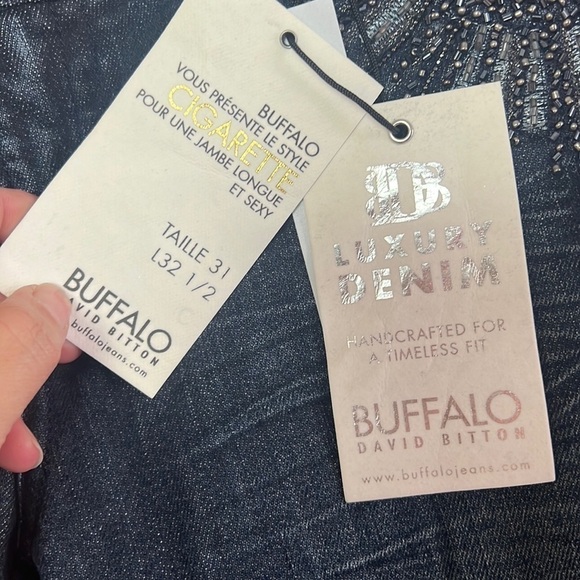 BUFFALO
VOUS PRÉSENTE LE STYLE
CIGARETTE
POUR UNE JAMBE LONGUE
ET SEXY
TAILLE 31
L32 1/2
BUFFALO
DAVID BITTON
buffalojeans.com
B
LUXURY
DENIM
HANDCRAFTED FOR
A TIMELESS FIT
BUFFALO
DAVID BITTON
www.buffalojeans.com